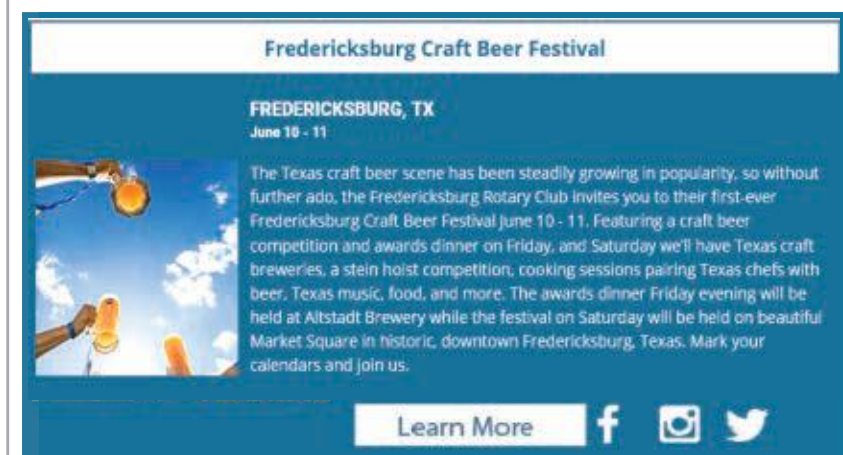 Fredericksburg Craft Beer Festival
FREDERICKSBURG, TX
June 10 - 11
The Texas craft beer scene has been steadily growing in popularity, so without
further ado, the Fredericksburg Rotary Club invites you to their first-ever
Fredericksburg Craft Beer Festival June 10 - 11. Featuring a craft beer
competition and awards dinner on Friday, and Saturday we'll have Texas craft
breweries, a stein hoist competition, cooking sessions pairing Texas chefs with
beer, Texas music, food, and more. The awards dinner Friday evening will be
held at Altstadt Brewery while the festival on Saturday will be held on beautiful
Market Square in historic, downtown Fredericksburg, Texas. Mark your
calendars and join us.
Learn More